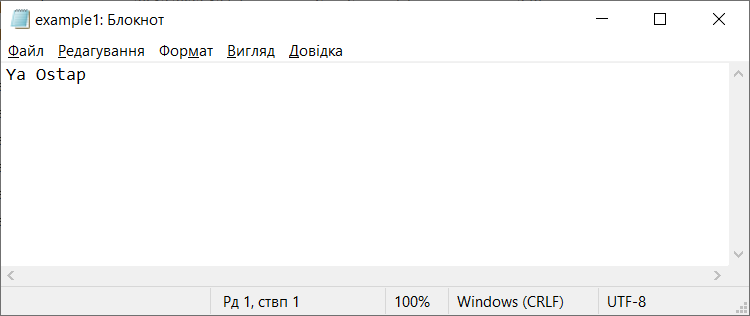 example1: Блокнот
Файл Редагування Формат Вигляд Довідка
Ya Ostap
Рд 1, ствп 1 100% Windows (CRLF) UTF-8